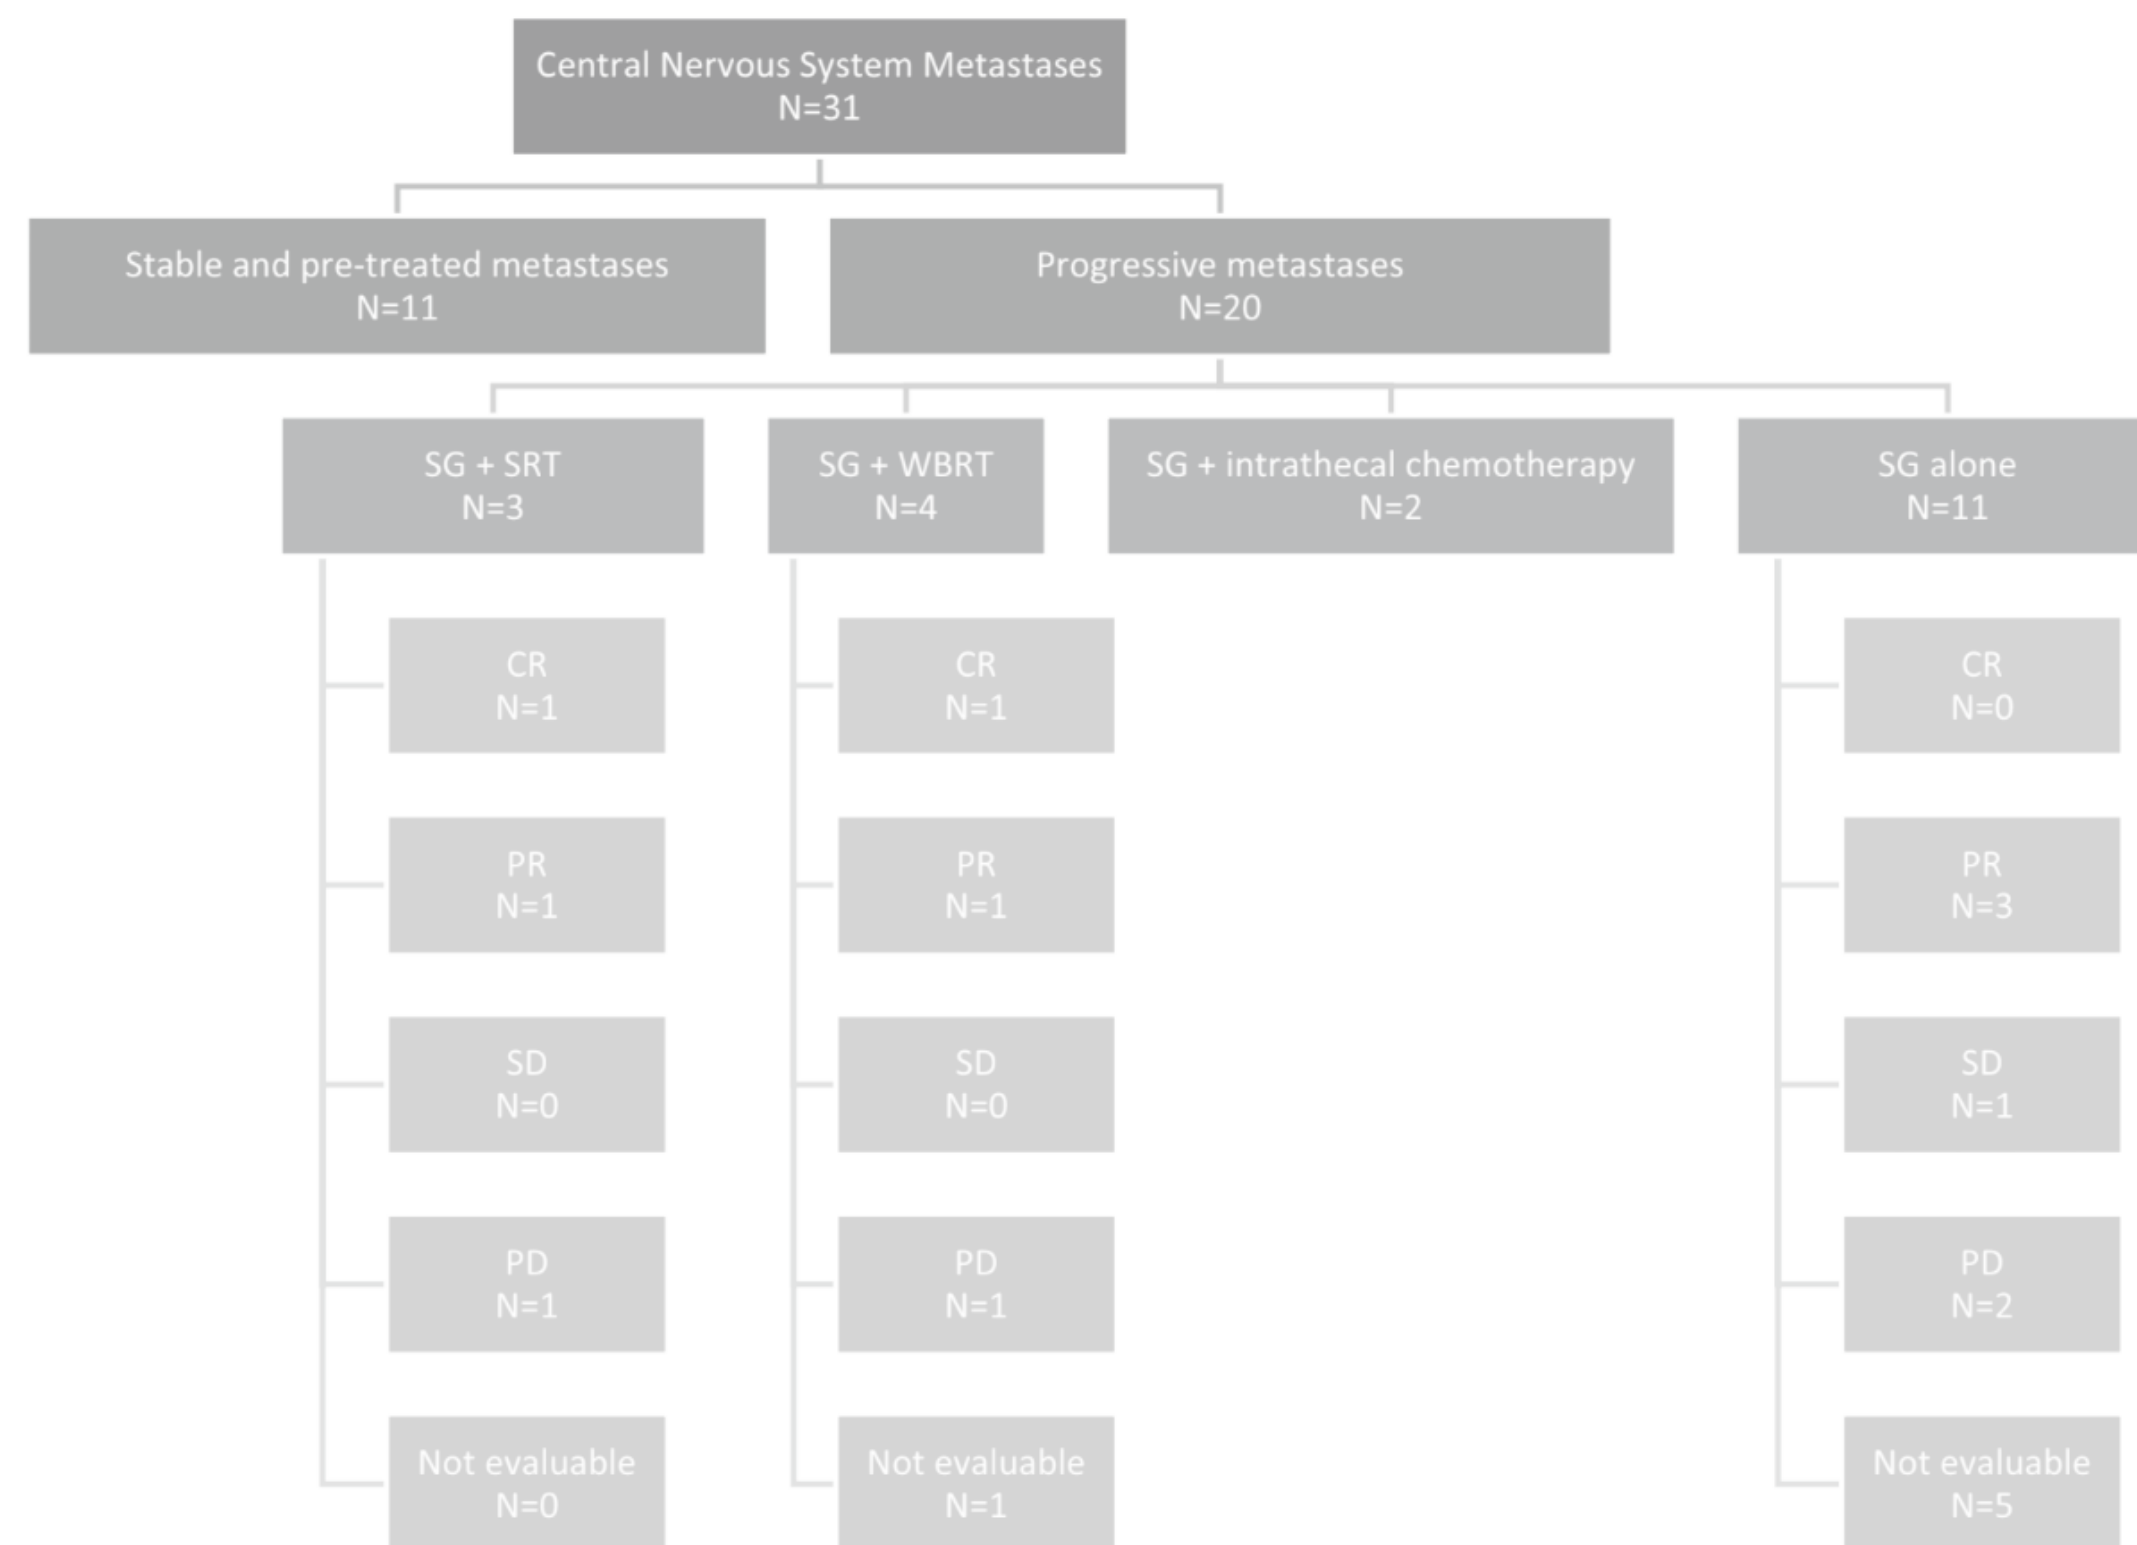 Central Nervous System Metastases
N=31
Stable and pre-treated metastases
N=11
Progressive metastases
N=20
SG + SRT
N=3
SG + WBRT
N=4
SG + intrathecal chemotherapy
N=2
SG alone
N=11
CR
N=1
CR
N=1
CR
N=0
PR
N=1
PR
N=1
PR
N=3
SD
N=0
SD
N=0
SD
N=1
PD
N=1
PD
N=1
PD
N=2
Not evaluable
N=0
Not evaluable
N=1
Not evaluable
N=5